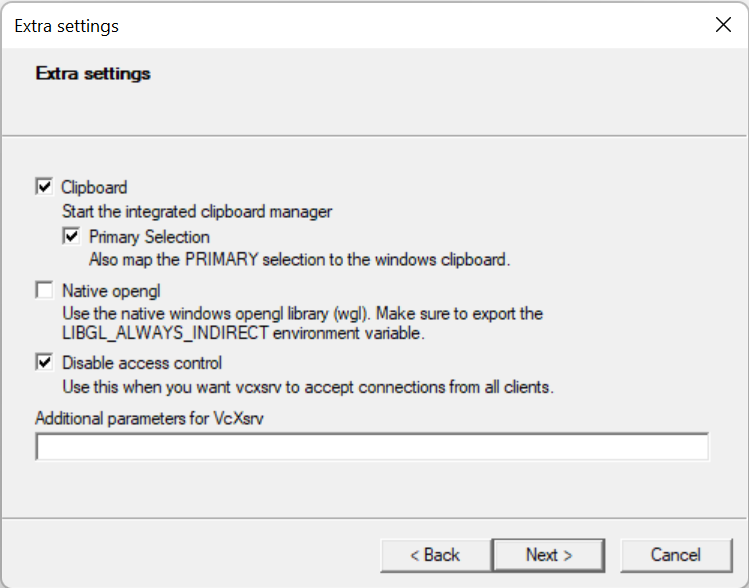 Extra settings
Extra settings
Clipboard
Start the integrated clipboard manager
Primary Selection
Also map the PRIMARY selection to the windows clipboard.
Native opengl
Use the native windows opengl library (wgl). Make sure to export the
LIBGL_ALWAYS_INDIRECT environment variable.
Disable access control
Use this when you want vcxsrv to accept connections from all clients.
Additional parameters for VcXsrv
< Back Next > Cancel